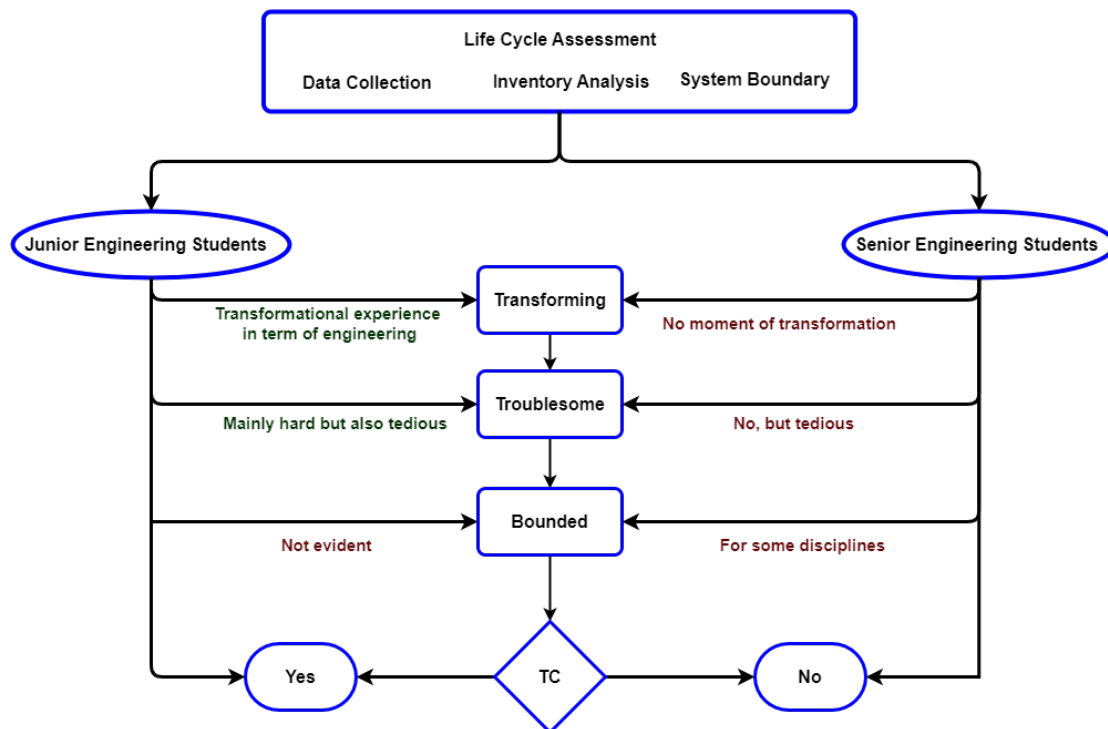 Life Cycle Assessment
Data Collection
Inventory Analysis
System Boundary
Junior Engineering Students
Senior Engineering Students
Transforming
Transformational experience
in term of engineering
No moment of transformation
Troublesome
Mainly hard but also tedious
No, but tedious
Bounded
Not evident
For some disciplines
Yes
TC
No